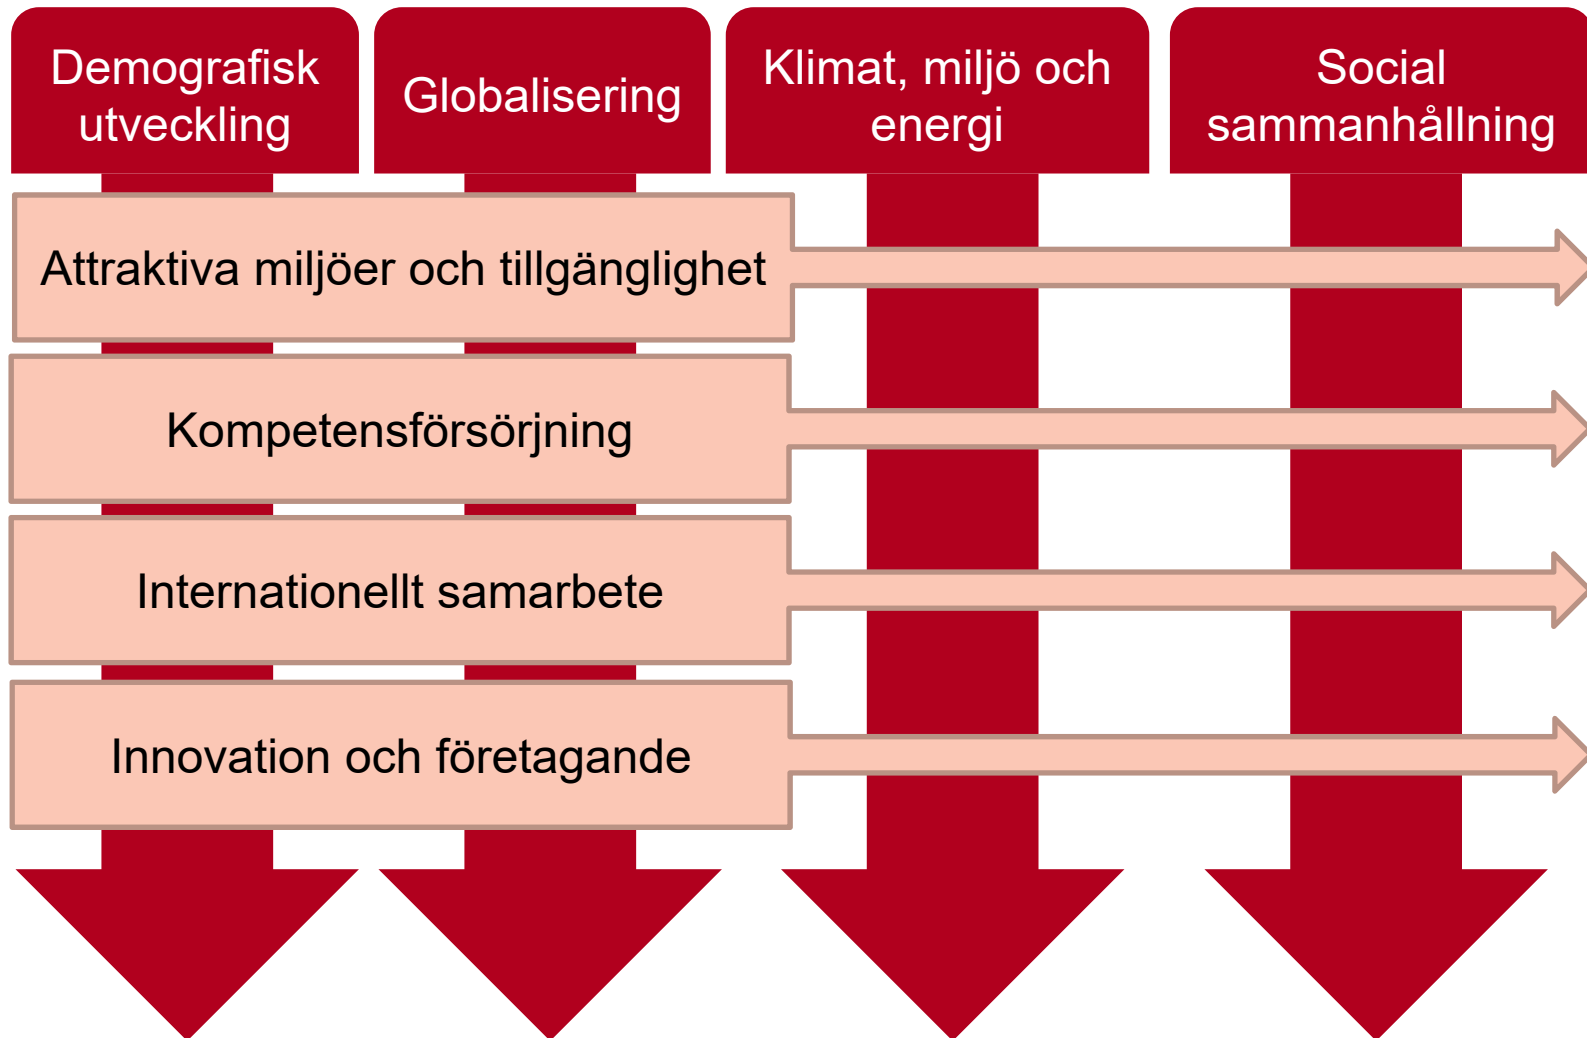 Demografisk
utveckling
Globalisering
Klimat, miljö och
energi
Social
sammanhållning
Attraktiva miljöer och tillgänglighet
Kompetensförsörjning
Internationellt samarbete
Innovation och företagande